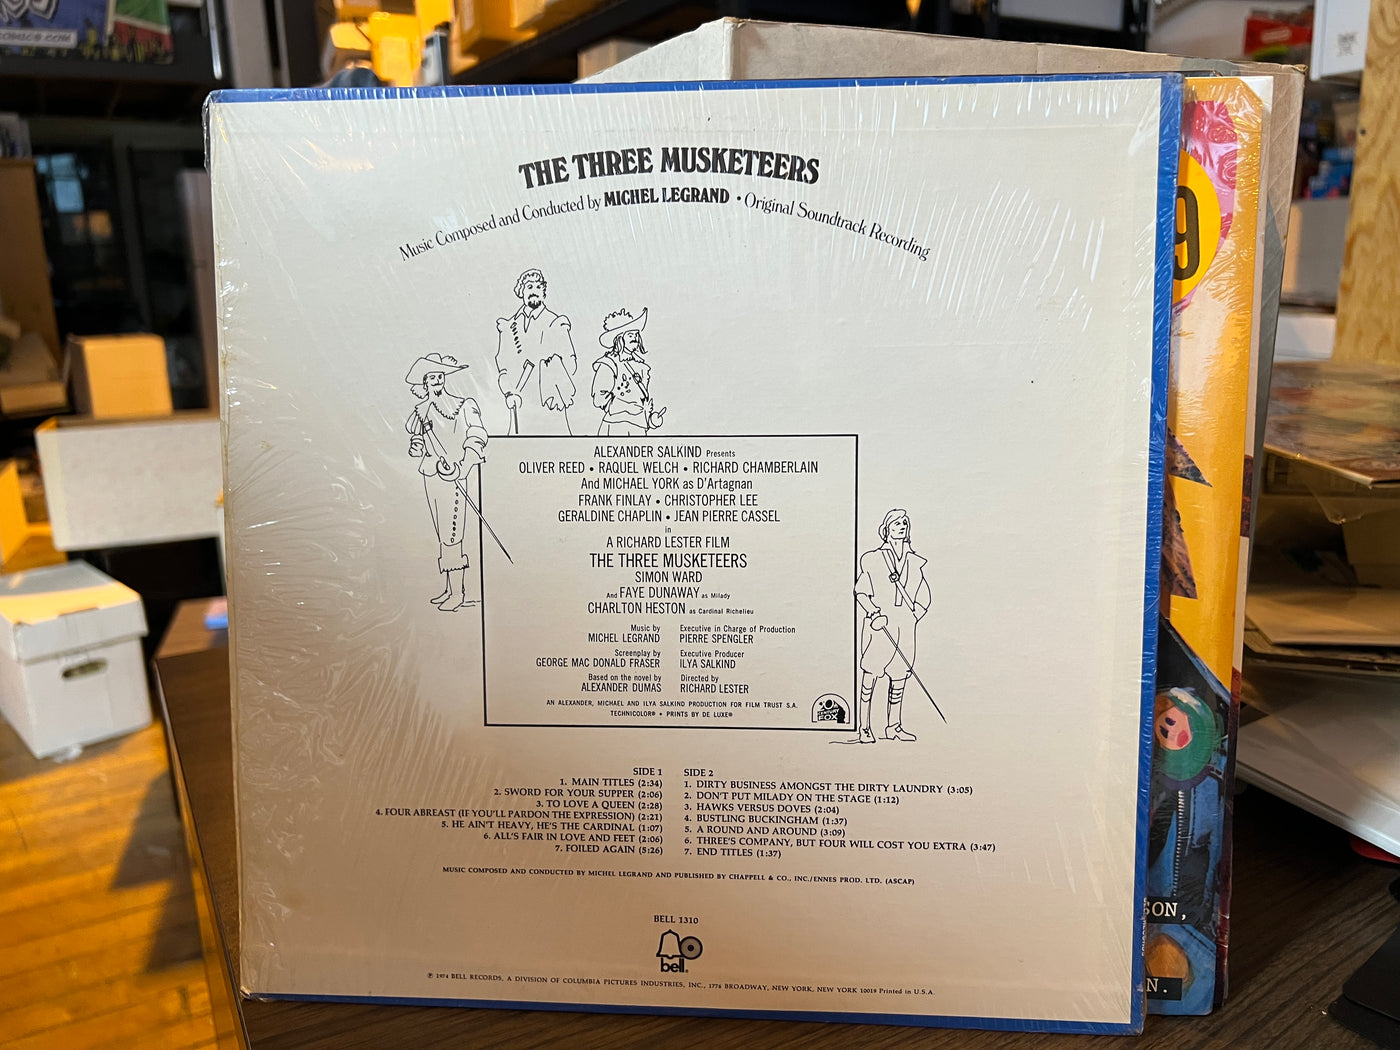 THE THREE MUSKETEERS
Music Composed and Conducted by MICHEL LEGRAND • Original Soundtrack Recording
ALEXANDER SALKIND Presents
OLIVER REED • RAQUEL WELCH • RICHARD CHAMBERLAIN
And MICHAEL YORK as D'Artagnan
FRANK FINLAY • CHRISTOPHER LEE
GERALDINE CHAPLIN • JEAN PIERRE CASSEL
in
A RICHARD LESTER FILM
THE THREE MUSKETEERS
SIMON WARD
And FAYE DUNAWAY as Milady
CHARLTON HESTON as Cardinal Richelieu
Music by
MICHEL LEGRAND
Screenplay by
GEORGE MAC DONALD FRASER
Based on the novel by
ALEXANDER DUMAS
Executive in Charge of Production
PIERRE SPENGLER
Executive Producer
ILYA SALKIND
Directed by
RICHARD LESTER
AN ALEXANDER, MICHAEL AND ILYA SALKIND PRODUCTION FOR FILM TRUST S.A.
TECHNICOLOR® • PRINTS BY DE LUXE®
20
CENTURY
FOX
SIDE 1
1. MAIN TITLES (2:34)
2. SWORD FOR YOUR SUPPER (2:06)
3. TO LOVE A QUEEN (2:28)
4. FOUR ABREAST (IF YOU'LL PARDON THE EXPRESSION) (2:21)
5. HE AIN'T HEAVY, HE'S THE CARDINAL (1:07)
6. ALL'S FAIR IN LOVE AND FEET (2:06)
7. FOILED AGAIN (5:26)
SIDE 2
1. DIRTY BUSINESS AMONGST THE DIRTY LAUNDRY (3:05)
2. DON'T PUT MILADY ON THE STAGE (1:12)
3. HAWKS VERSUS DOVES (2:04)
4. BUSTLING BUCKINGHAM (1:37)
5. A ROUND AND AROUND (3:09)
6. THREE'S COMPANY, BUT FOUR WILL COST YOU EXTRA (3:47)
7. END TITLES (1:37)
MUSIC COMPOSED AND CONDUCTED BY MICHEL LEGRAND AND PUBLISHED BY CHAPPELL & CO., INC./ENNES PROD. LTD. (ASCAP)
BELL 1310
bell
℗ 1974 BELL RECORDS, A DIVISION OF COLUMBIA PICTURES INDUSTRIES, INC., 1776 BROADWAY, NEW YORK, NEW YORK 10019 Printed in U.S.A.
9
SON,
N.